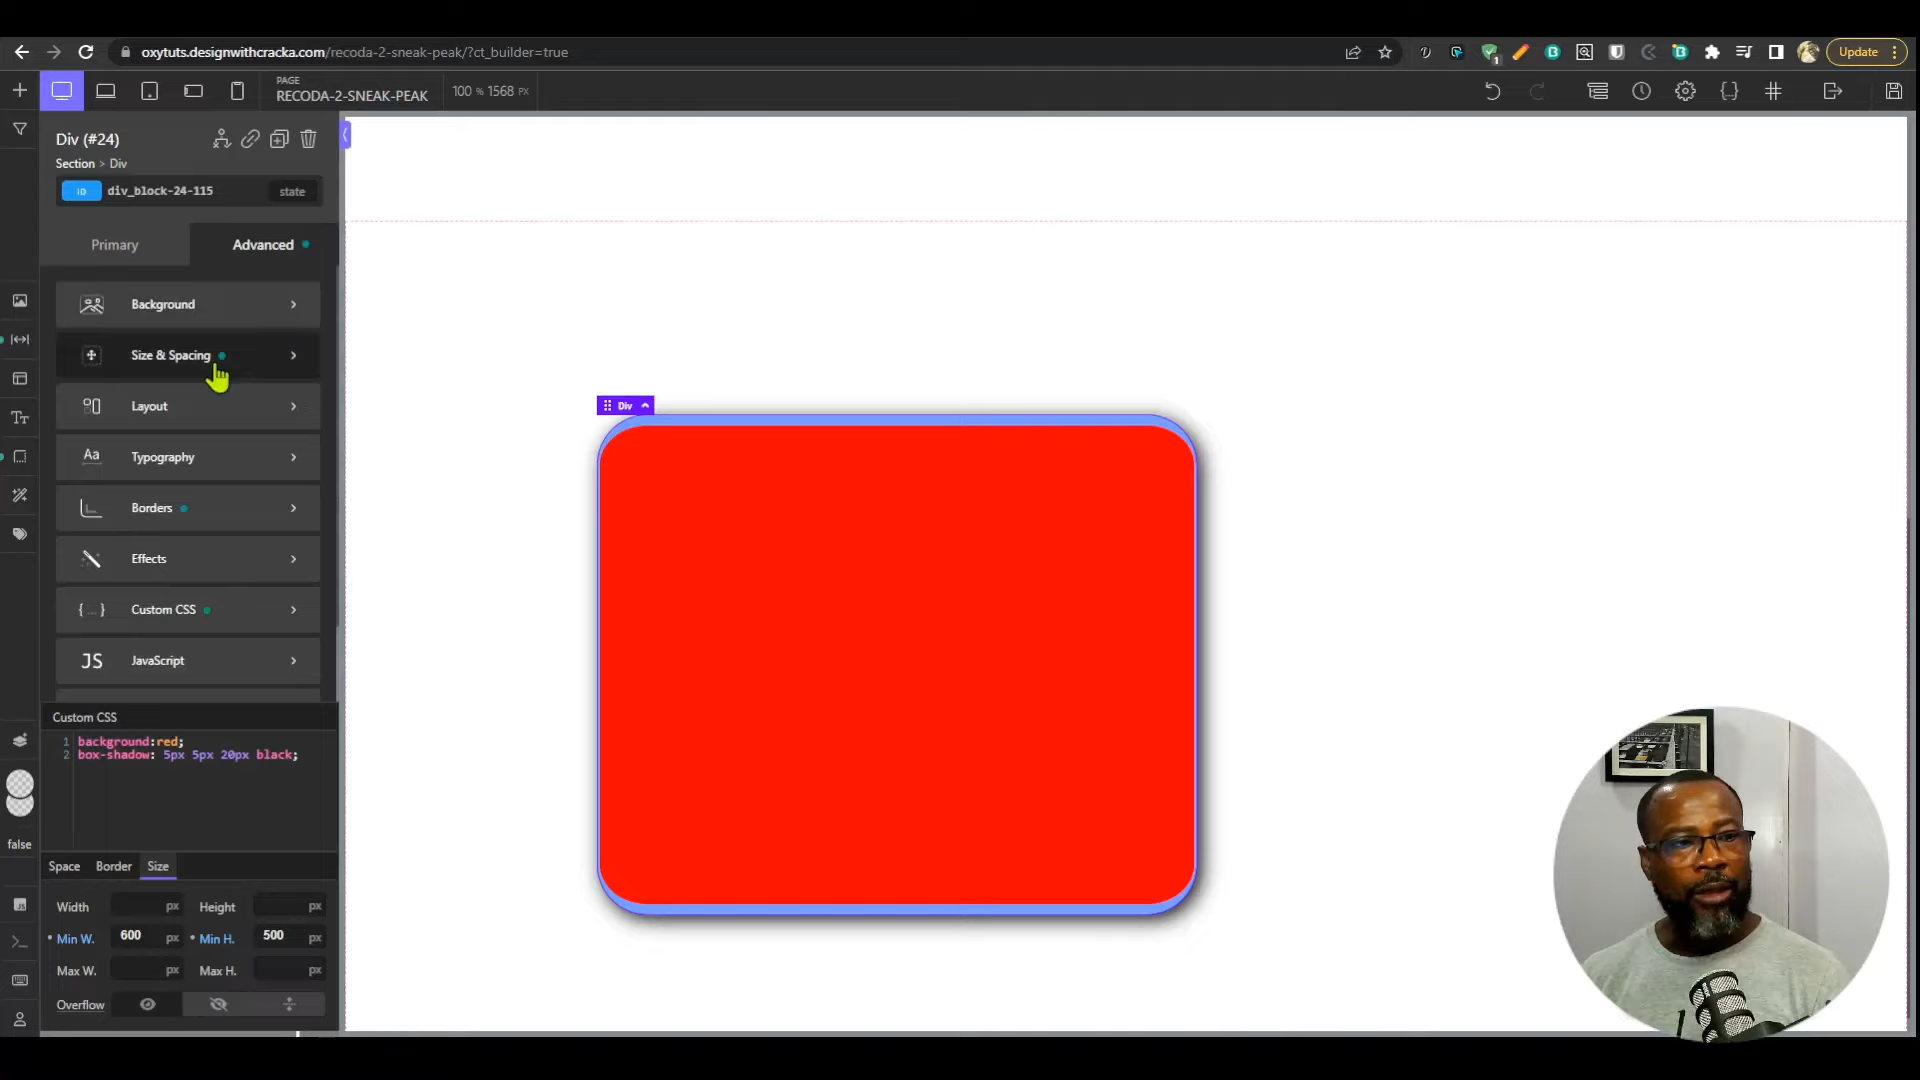 oxytuts.designwithcracka.com/recoda-2-sneak-peak/?ct_builder=true
1
Update
PAGE
RECODA-2-SNEAK-PEAK
100 % 1568 PX
Div (#24)
Section > Div
ID div_block-24-115 state
Primary Advanced
Background
Size & Spacing
Layout
Aa Typography
Borders
Effects
{...} Custom CSS
JS JavaScript
Tт
Div
Custom CSS
1 background:red;
2 box-shadow: 5px 5px 20px black;
false
Space Border Size
Width px Height px
Min W. 600 px Min H. 500 px
Max W. px Max H. px
Overflow